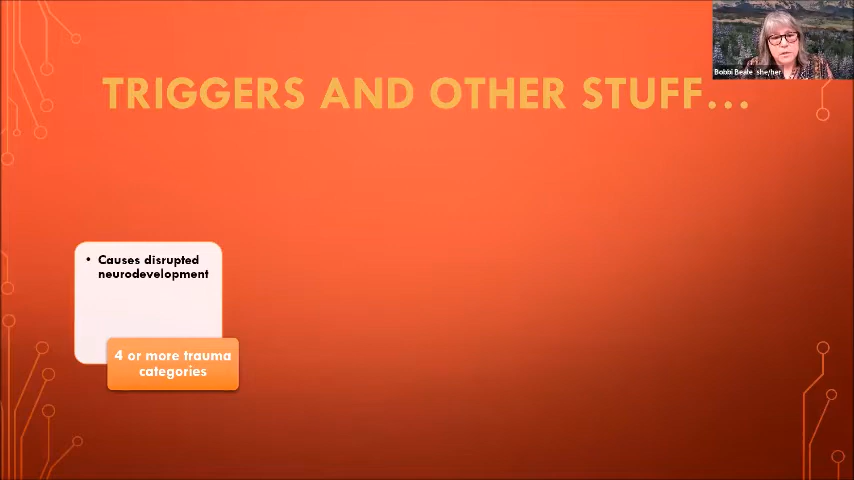 Bobbi Beale she/her
TRIGGERS AND OTHER STUFF...
• Causes disrupted
neurodevelopment
4 or more trauma
categories